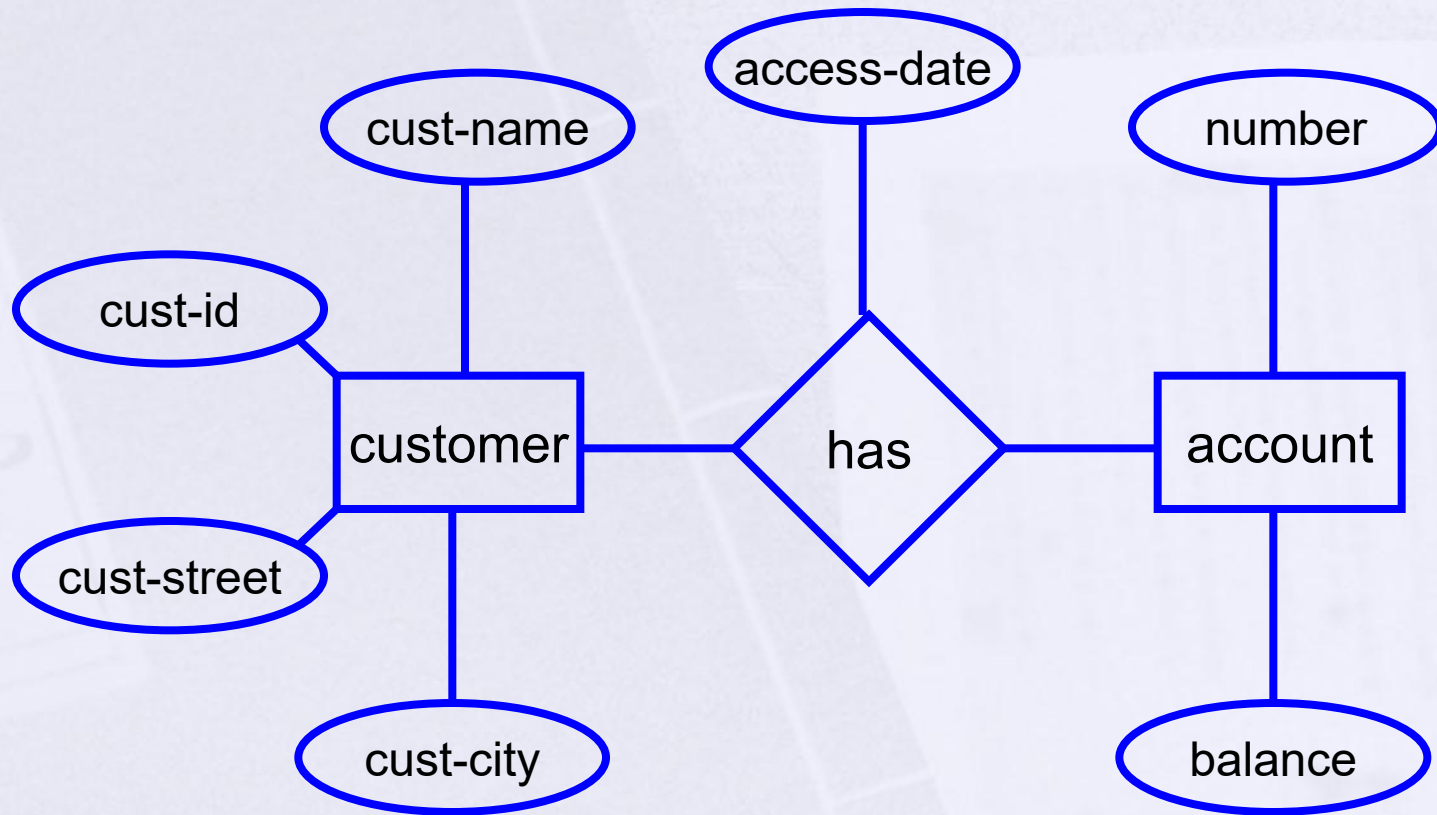 access-date
cust-name
number
cust-id
customer
has
account
cust-street
cust-city
balance